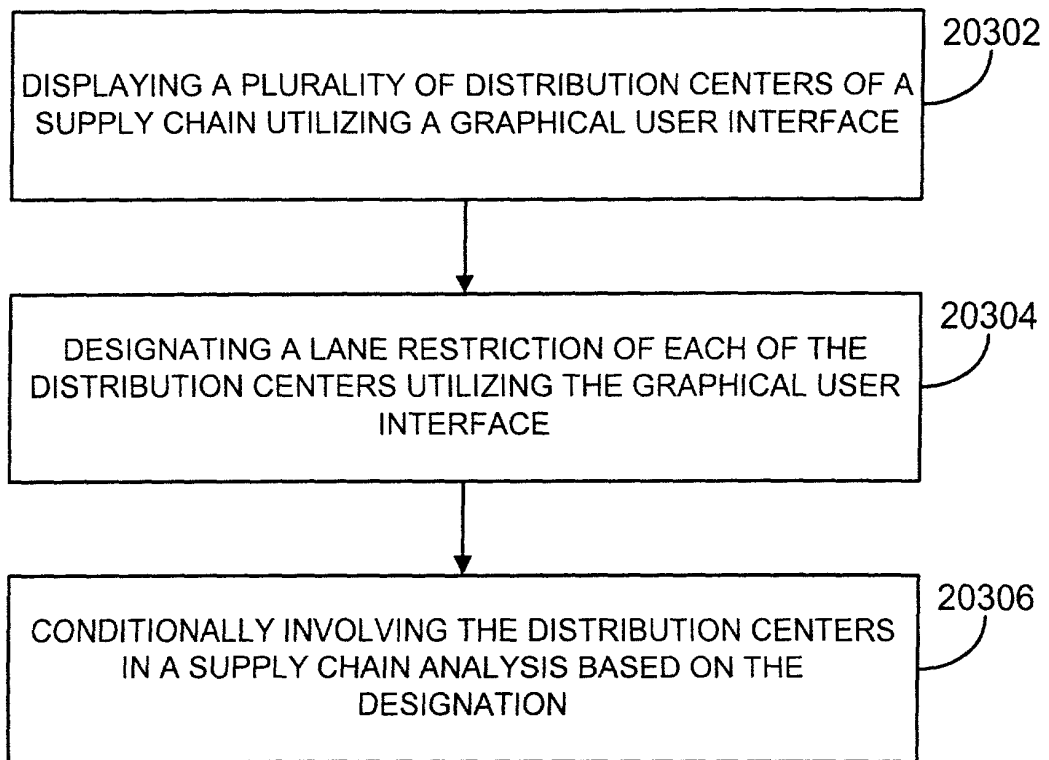 20302
DISPLAYING A PLURALITY OF DISTRIBUTION CENTERS OF A
SUPPLY CHAIN UTILIZING A GRAPHICAL USER INTERFACE
20304
DESIGNATING A LANE RESTRICTION OF EACH OF THE
DISTRIBUTION CENTERS UTILIZING THE GRAPHICAL USER
INTERFACE
20306
CONDITIONALLY INVOLVING THE DISTRIBUTION CENTERS
IN A SUPPLY CHAIN ANALYSIS BASED ON THE
DESIGNATION